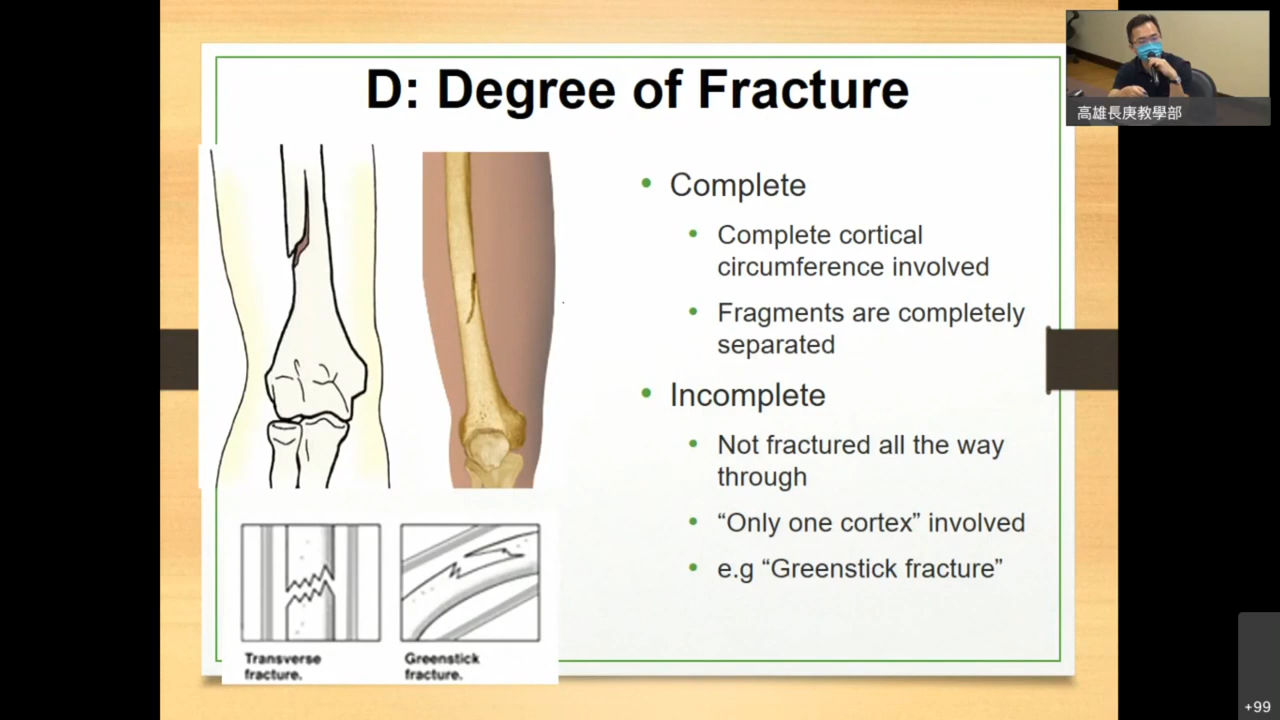 D: Degree of Fracture
高雄長庚教學部
• Complete
• Complete cortical
circumference involved
• Fragments are completely
separated
• Incomplete
• Not fractured all the way
through
• “Only one cortex” involved
• e.g “Greenstick fracture”
Transverse
fracture.
Greenstick
fracture.
+99